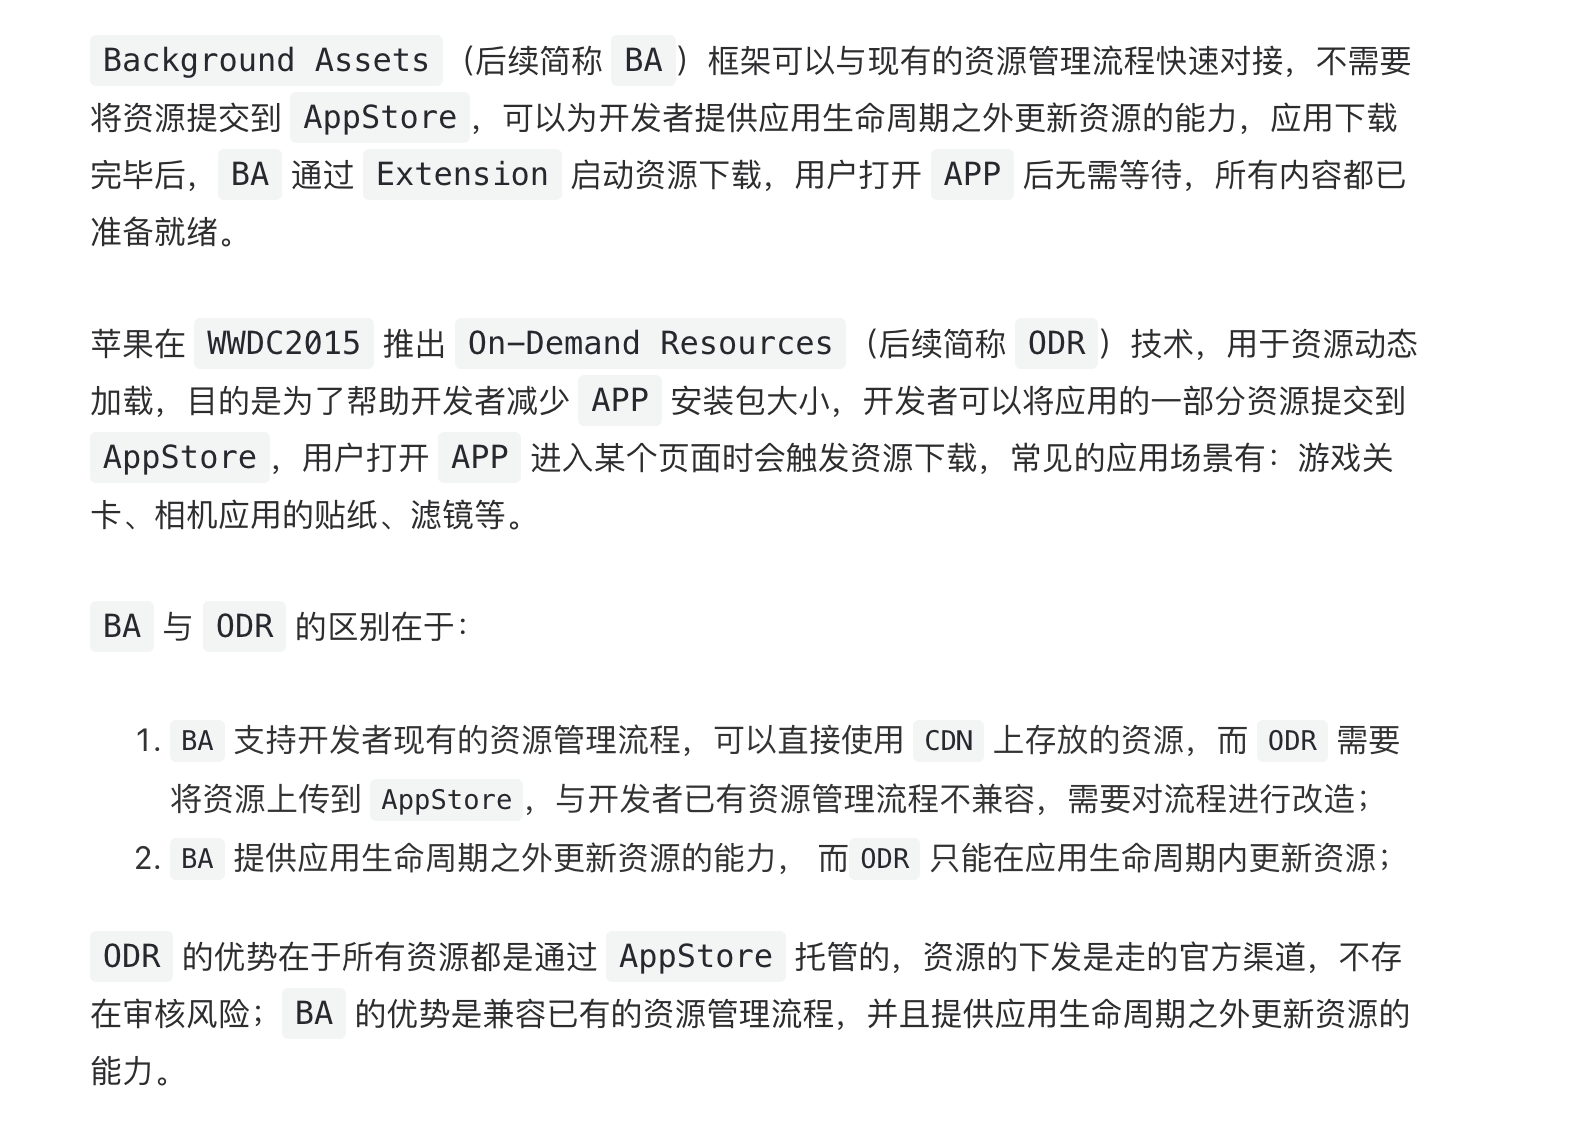 Background Assets（后续简称 BA）框架可以与现有的资源管理流程快速对接，不需要
将资源提交到 AppStore，可以为开发者提供应用生命周期之外更新资源的能力，应用下载
完毕后，BA 通过 Extension 启动资源下载，用户打开 APP 后无需等待，所有内容都已
准备就绪。
苹果在 WWDC2015 推出 On-Demand Resources（后续简称 ODR）技术，用于资源动态
加载，目的是为了帮助开发者减少 APP 安装包大小，开发者可以将应用的一部分资源提交到
AppStore，用户打开 APP 进入某个页面时会触发资源下载，常见的应用场景有：游戏关
卡、相机应用的贴纸、滤镜等。
BA 与 ODR 的区别在于：
1. BA 支持开发者现有的资源管理流程，可以直接使用 CDN 上存放的资源，而 ODR 需要
将资源上传到 AppStore，与开发者已有资源管理流程不兼容，需要对流程进行改造；
2. BA 提供应用生命周期之外更新资源的能力， 而 ODR 只能在应用生命周期内更新资源；
ODR 的优势在于所有资源都是通过 AppStore 托管的，资源的下发是走的官方渠道，不存
在审核风险；BA 的优势是兼容已有的资源管理流程，并且提供应用生命周期之外更新资源的
能力。